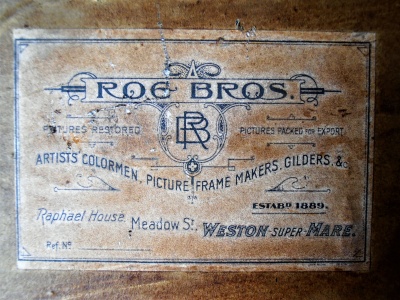 ROE BROS.
PICTURES RESTORED
RB
PICTURES PACKED FOR EXPORT.
ARTISTS' COLORMEN, PICTURE FRAME MAKERS, GILDERS, &c
ESTABD 1889.
Raphael House, Meadow St, WESTON-SUPER-MARE.
Ref. No